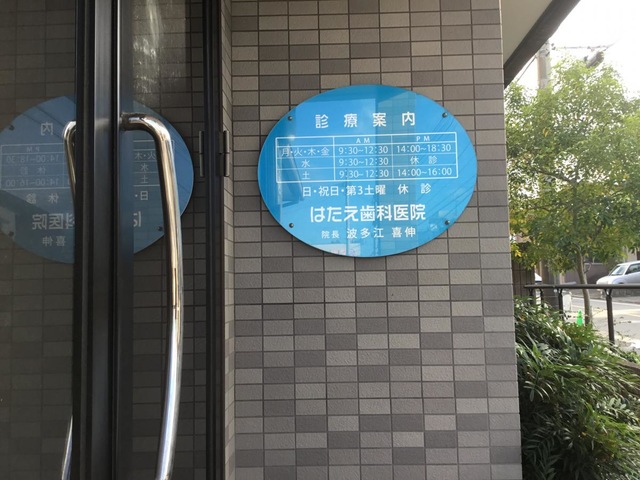 診療案内
AM PM
月・火・木・金 9:30~12:30 14:00~18:30
水 9:30~12:30 休診
土 9:30~12:30 14:00~16:00
日・祝日・第3土曜 休診
はたえ歯科医院
院長 波多江 喜伸